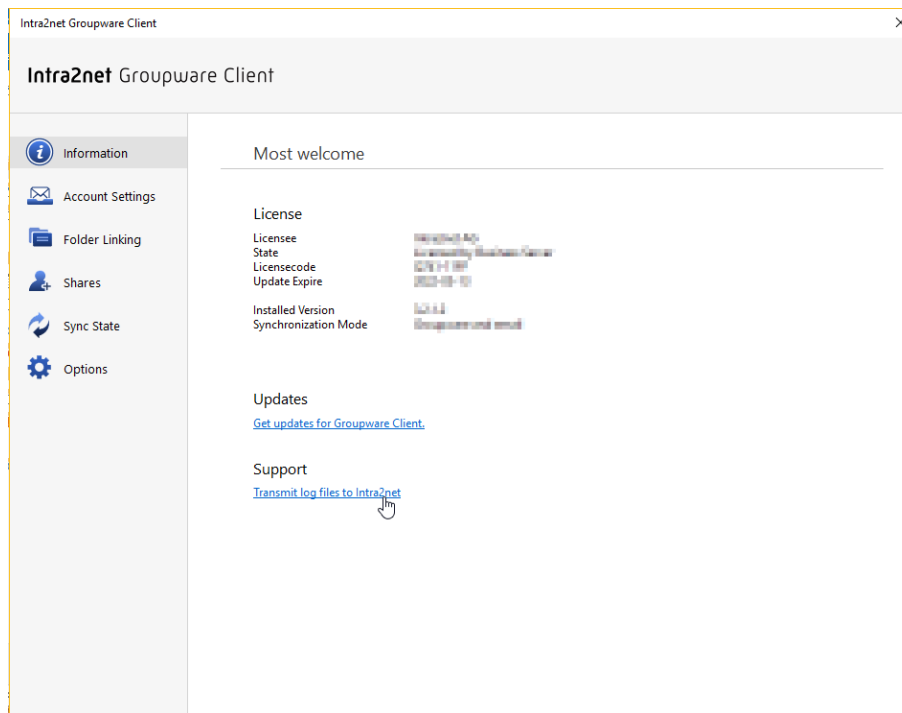 Intra2net Groupware Client
Intra2net Groupware Client
Information
Account Settings
Folder Linking
Shares
Sync State
Options
Most welcome
License
Licensee
State
Licensecode
Update Expire
Installed Version
Synchronization Mode
Updates
Get updates for Groupware Client.
Support
Transmit log files to Intra2net